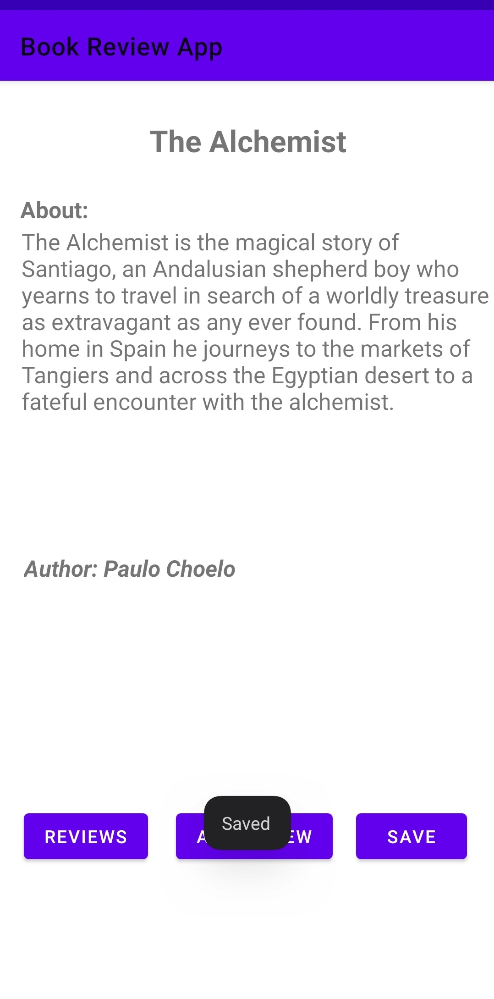 Book Review App
The Alchemist
About:
The Alchemist is the magical story of
Santiago, an Andalusian shepherd boy who
yearns to travel in search of a worldly treasure
as extravagant as any ever found. From his
home in Spain he journeys to the markets of
Tangiers and across the Egyptian desert to a
fateful encounter with the alchemist.
Author: Paulo Choelo
Saved
REVIEWS
SAVE